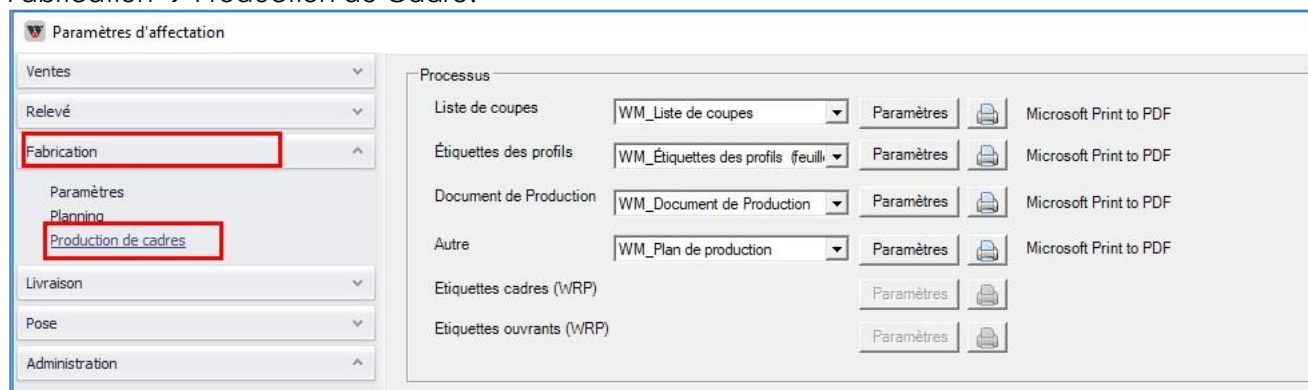 Fabrication → Production de Cadre.
Paramètres d'affectation
Ventes
Relevé
Fabrication
Paramètres
Planning
Production de cadres
Livraison
Pose
Administration
Processus
Liste de coupes WM_Liste de coupes Paramètres Microsoft Print to PDF
Étiquettes des profils WM_Étiquettes des profils (feuill Paramètres Microsoft Print to PDF
Document de Production WM_Document de Production Paramètres Microsoft Print to PDF
Autre WM_Plan de production Paramètres Microsoft Print to PDF
Etiquettes cadres (WRP) Paramètres
Etiquettes ouvrants (WRP) Paramètres